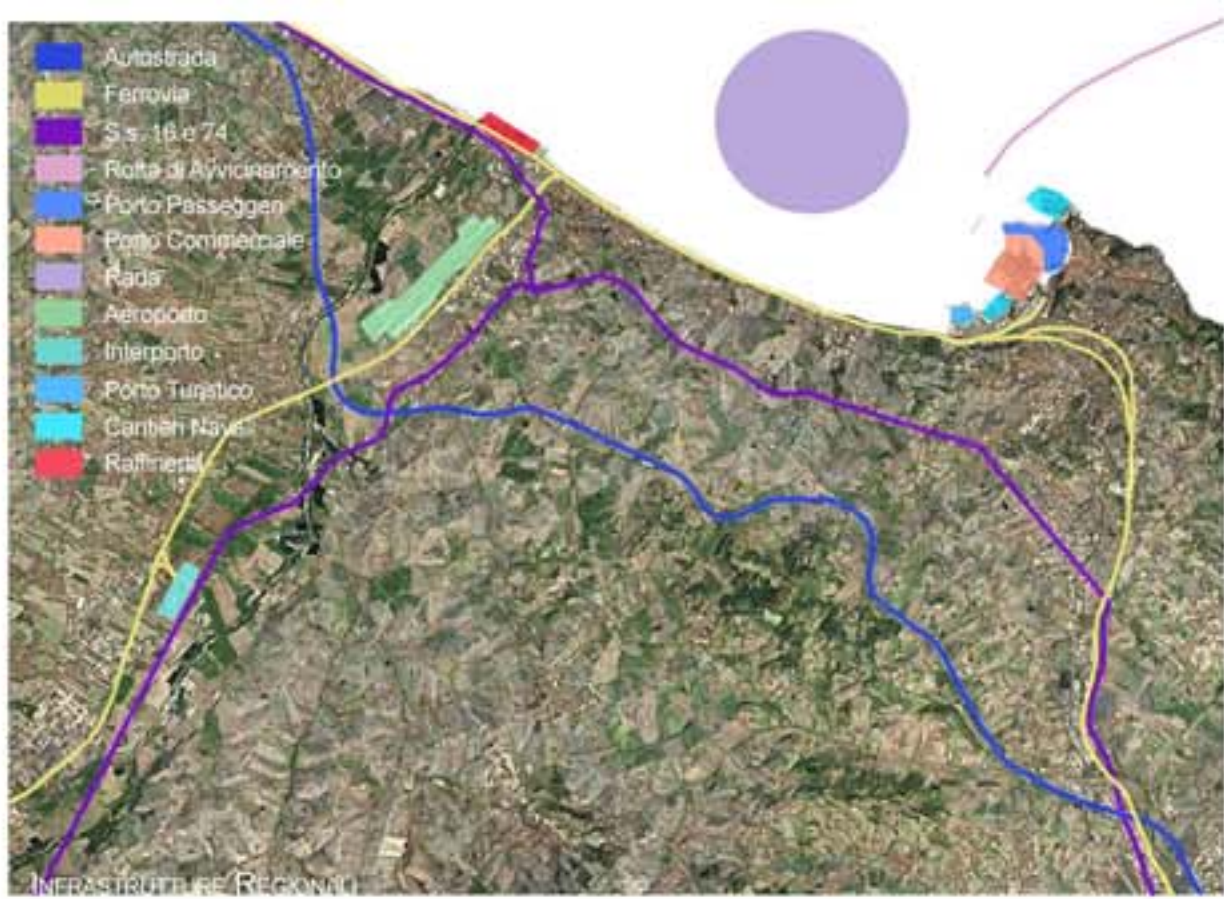 Autostrada
Ferrovia
S.s. 16 e 74
Rotta di Avvicinamento
Porto Passeggeri
Porto Commerciale
Rada
Aeroporto
Interporto
Porto Turistico
Cantieri Navali
Raffineria
INFRASTRUTTURE REGIONALI